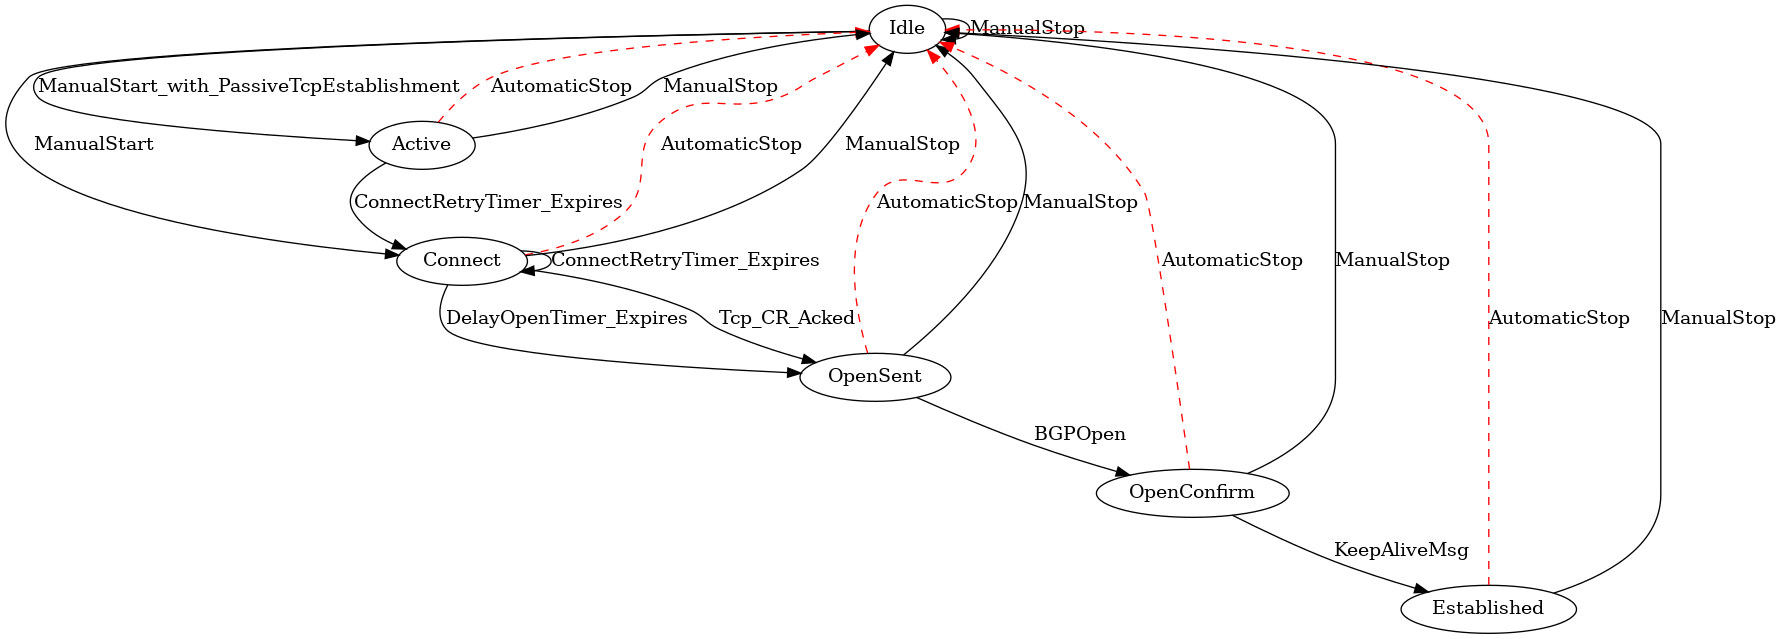 Idle
ManualStop
ManualStart_with_PassiveTcpEstablishment
AutomaticStop
ManualStop
ManualStart
Active
AutomaticStop
ManualStop
ConnectRetryTimer_Expires
AutomaticStop
ManualStop
Connect
ConnectRetryTimer_Expires
AutomaticStop
ManualStop
DelayOpenTimer_Expires
Tcp_CR_Acked
AutomaticStop
ManualStop
OpenSent
BGPOpen
OpenConfirm
KeepAliveMsg
Established